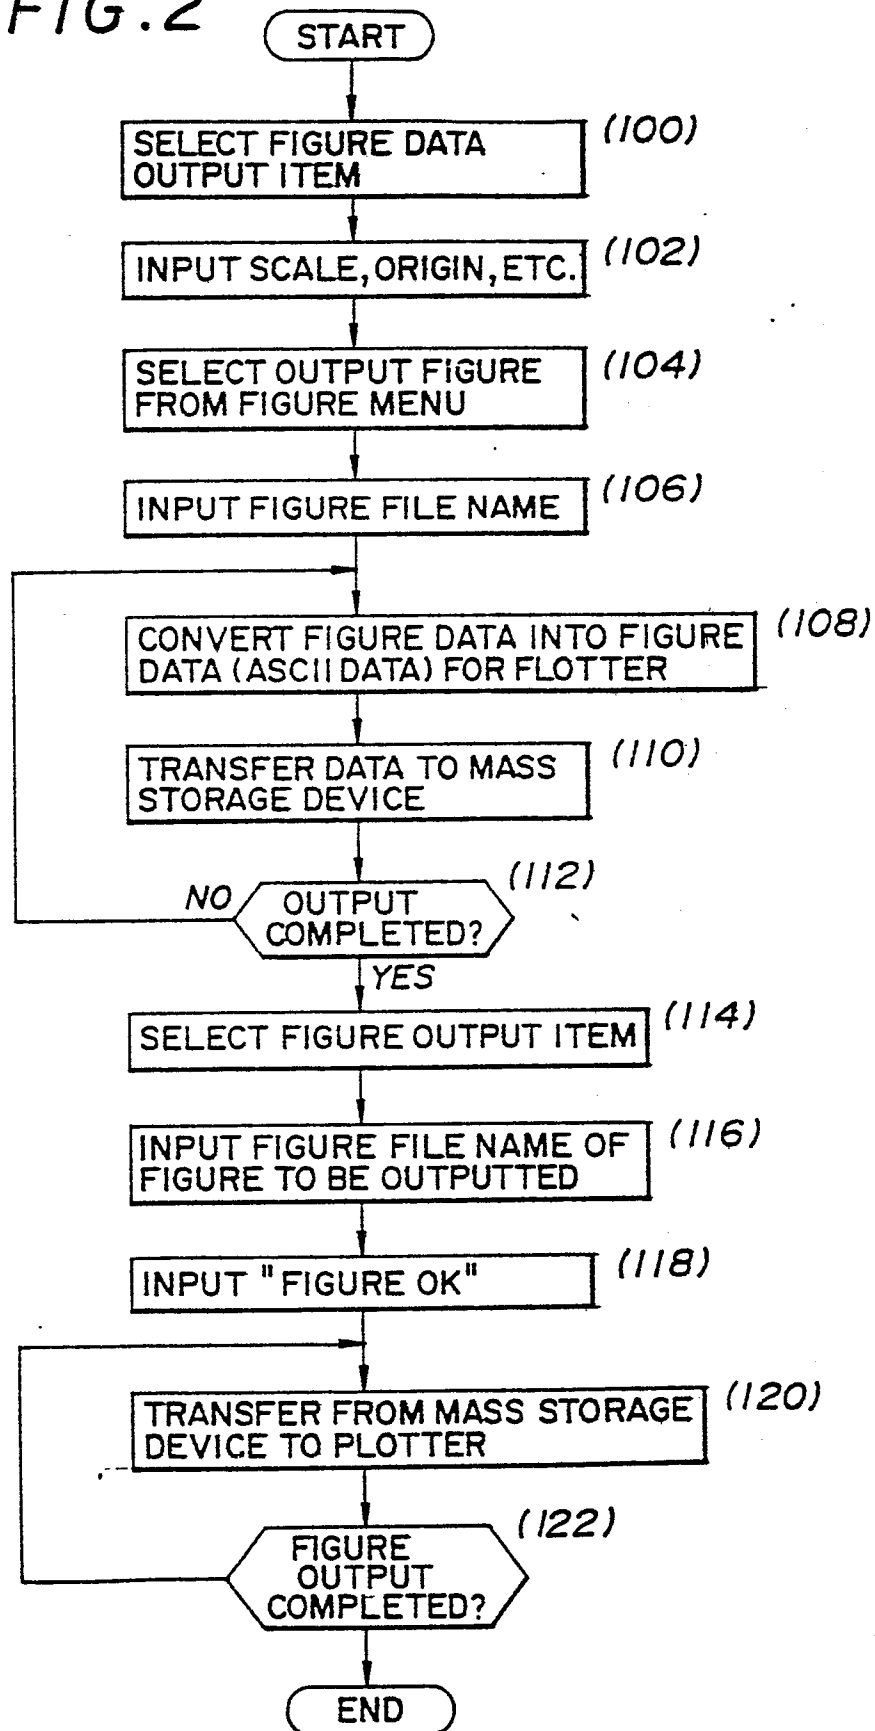 FIG.2
START
SELECT FIGURE DATA
OUTPUT ITEM
(100)
INPUT SCALE, ORIGIN, ETC.
(102)
SELECT OUTPUT FIGURE
FROM FIGURE MENU
(104)
INPUT FIGURE FILE NAME
(106)
CONVERT FIGURE DATA INTO FIGURE
DATA (ASCII DATA) FOR FLOTTER
(108)
TRANSFER DATA TO MASS
STORAGE DEVICE
(110)
OUTPUT
COMPLETED?
(112)
NO
YES
SELECT FIGURE OUTPUT ITEM
(114)
INPUT FIGURE FILE NAME OF
FIGURE TO BE OUTPUTTED
(116)
INPUT "FIGURE OK"
(118)
TRANSFER FROM MASS STORAGE
DEVICE TO PLOTTER
(120)
FIGURE
OUTPUT
COMPLETED?
(122)
END